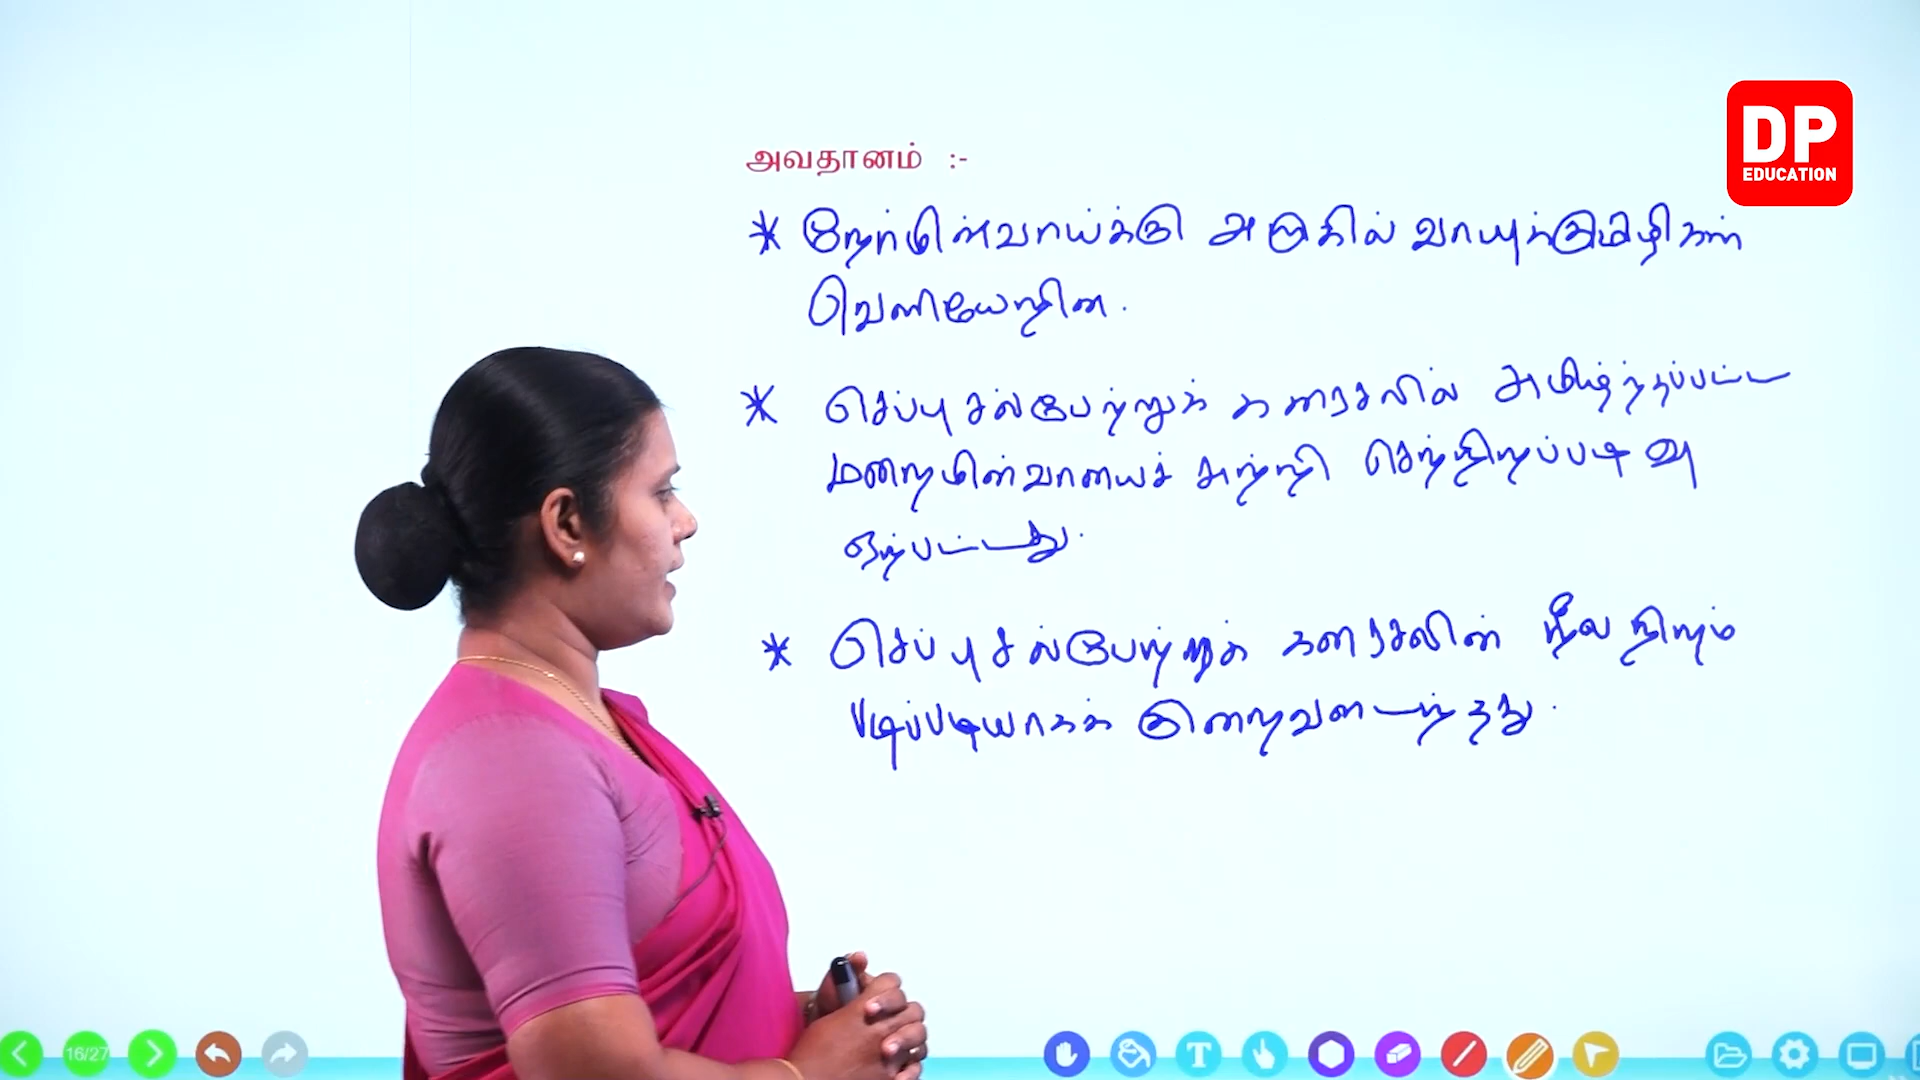 DP
EDUCATION
அவதானம் :-
* நேர்மின்வாய்க்கு அருகில் வாயுக்குமிழிகள்
வெளியேறின.
* செப்புசல்பேற்றுக் கரைசலில் அமிழ்ந்தப்பட்ட
மறைமின்வாயைச் சுற்றி செந்நிறப்படிவு
ஏற்பட்டது.
* செப்புசல்பேற்றுக் கரைசலின் நீல நிறம்
படிப்படியாகக் குறைவடைந்தது.
16/27
T